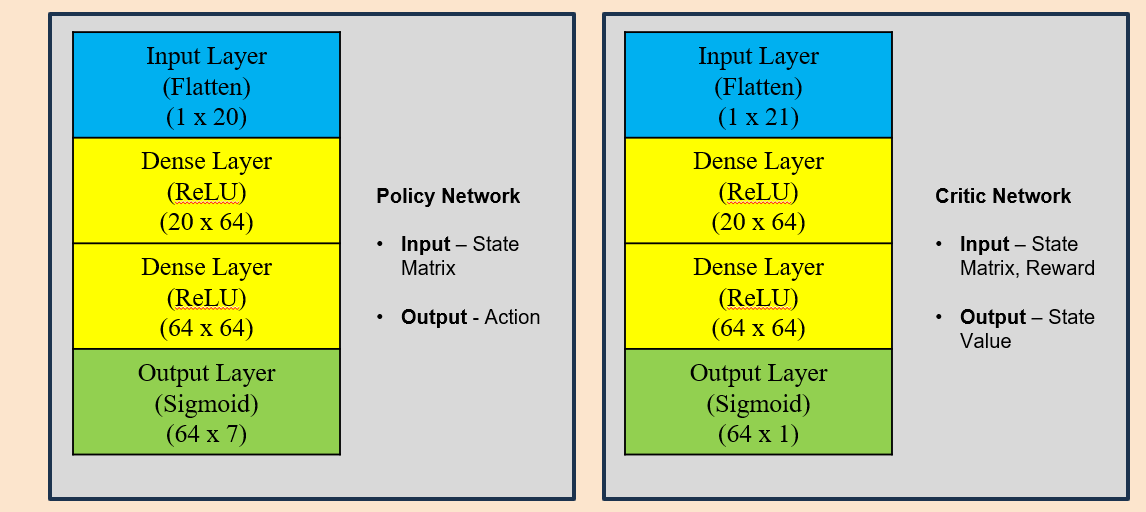 Input Layer
(Flatten)
(1 x 20)
Dense Layer
(ReLU)
(20 x 64)
Dense Layer
(ReLU)
(64 x 64)
Output Layer
(Sigmoid)
(64 x 7)
Policy Network
• Input – State
Matrix
• Output - Action
Input Layer
(Flatten)
(1 x 21)
Dense Layer
(ReLU)
(20 x 64)
Dense Layer
(ReLU)
(64 x 64)
Output Layer
(Sigmoid)
(64 x 1)
Critic Network
• Input – State
Matrix, Reward
• Output – State
Value